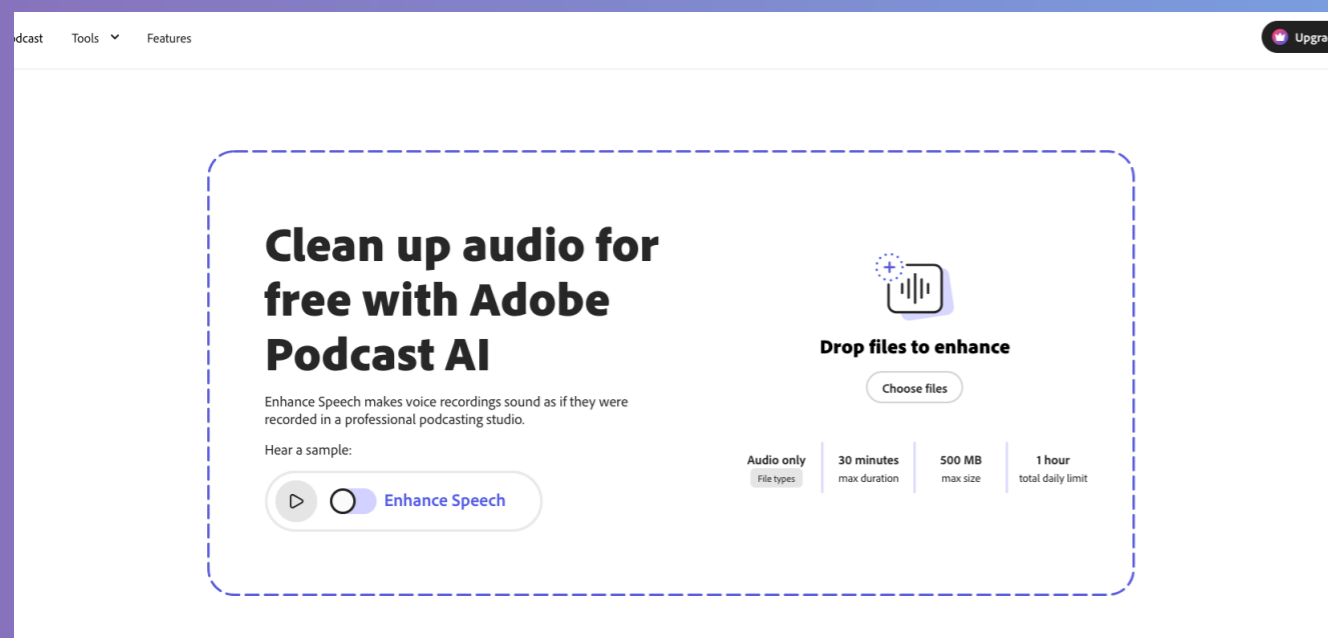 Tools
Features
Clean up audio for
free with Adobe
Podcast AI
Enhance Speech makes voice recordings sound as if they were
recorded in a professional podcasting studio.
Hear a sample:
Enhance Speech
Drop files to enhance
Choose files
Audio only
File types
30 minutes
max duration
500 MB
max size
1 hour
total daily limit